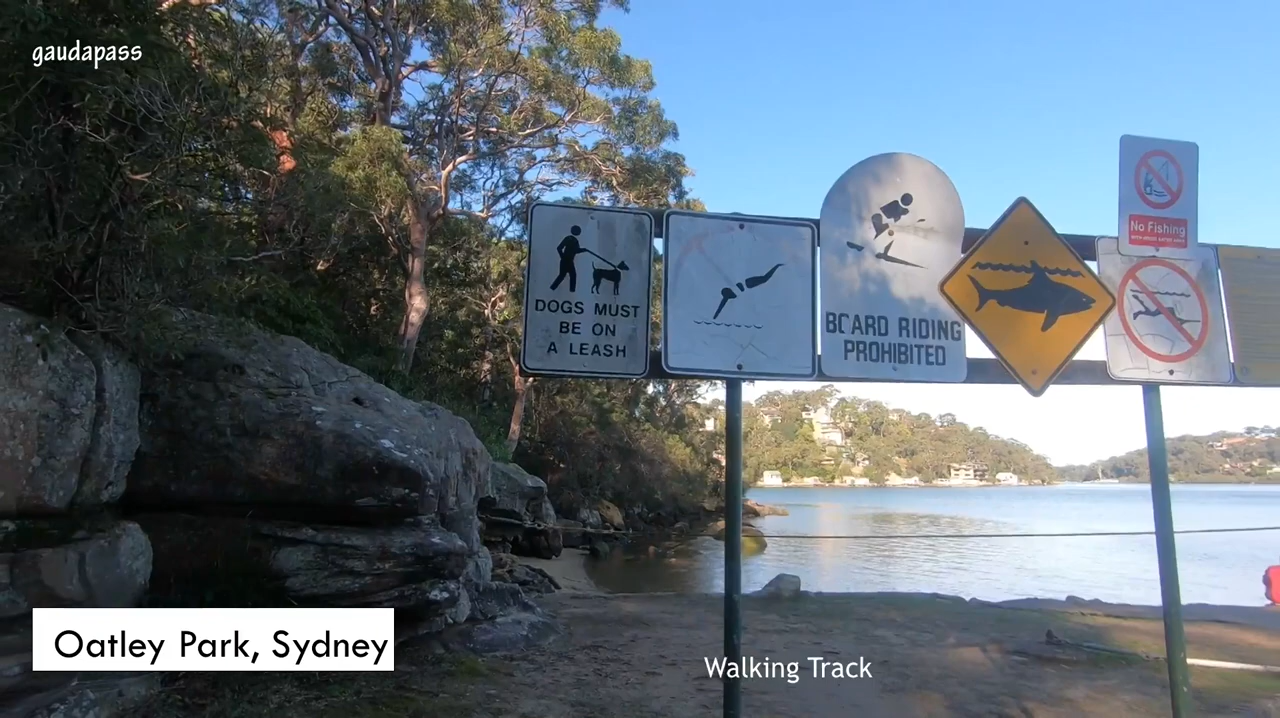 gaudapass
DOGS MUST
BE ON
A LEASH
BOARD RIDING
PROHIBITED
No Fishing
Oatley Park, Sydney
Walking Track